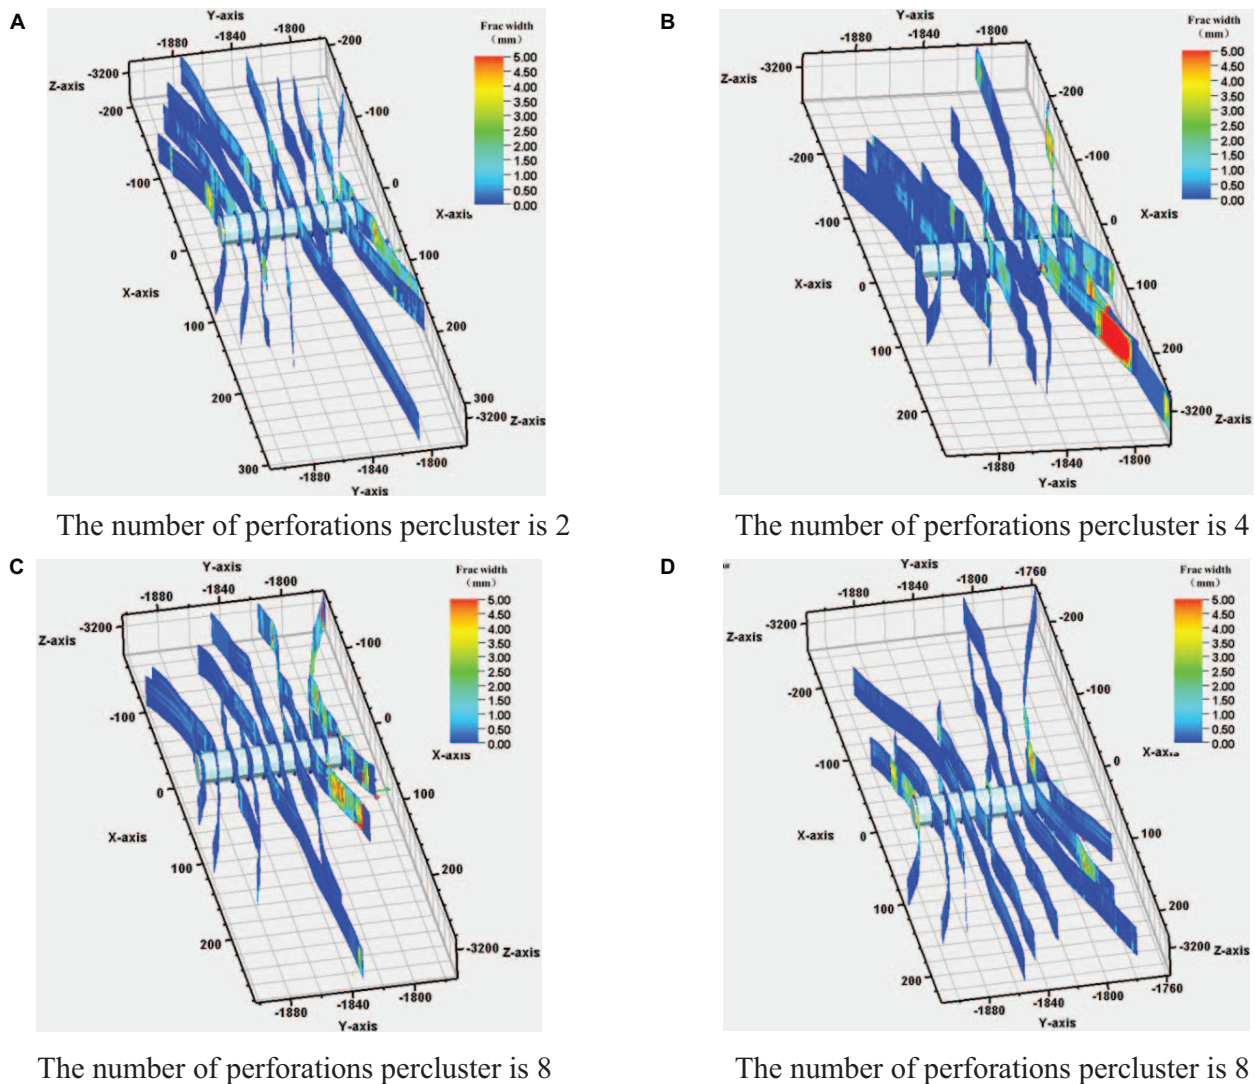 A
Y-axis
-1880
-1840
-1800
-200
-3200
Z-axis
-200
-100
-100
0
0
X-axis
X-axis
100
100
200
200
300
-3200
Z-axis
300
-1880
-1840
-1800
Y-axis
Frac width
(mm)
5.00
4.50
4.00
3.50
3.00
2.50
2.00
1.50
1.00
0.50
0.00
The number of perforations percluster is 2
B
Y-axis
-1840
-1800
-3200
Z-axis
-200
-200
-100
-100
0
0
X-axis
X-axis
100
100
200
200
-3200
Z-axis
-1880
-1840
-1800
Y-axis
Frac width
(mm)
5.00
4.50
4.00
3.50
3.00
2.50
2.00
1.50
1.00
0.50
0.00
The number of perforations percluster is 4
C
Y-axis
-1880
-1840
-1800
-3200
Z-axis
-100
-100
0
0
X-axis
X-axis
100
100
200
200
-3200
Z-axis
-1880
-1840
-1800
Y-axis
Frac width
(mm)
5.00
4.50
4.00
3.50
3.00
2.50
2.00
1.50
1.00
0.50
0.00
The number of perforations percluster is 8
D
Y-axis
-1880
-1840
-1800
-1760
-3200
Z-axis
-200
-200
-100
-100
0
0
X-axis
X-axis
100
100
200
200
-3200
Z-axis
-1880
-1840
-1800
-1760
Y-axis
Frac width
(mm)
5.00
4.50
4.00
3.50
3.00
2.50
2.00
1.50
1.00
0.50
0.00
The number of perforations percluster is 8